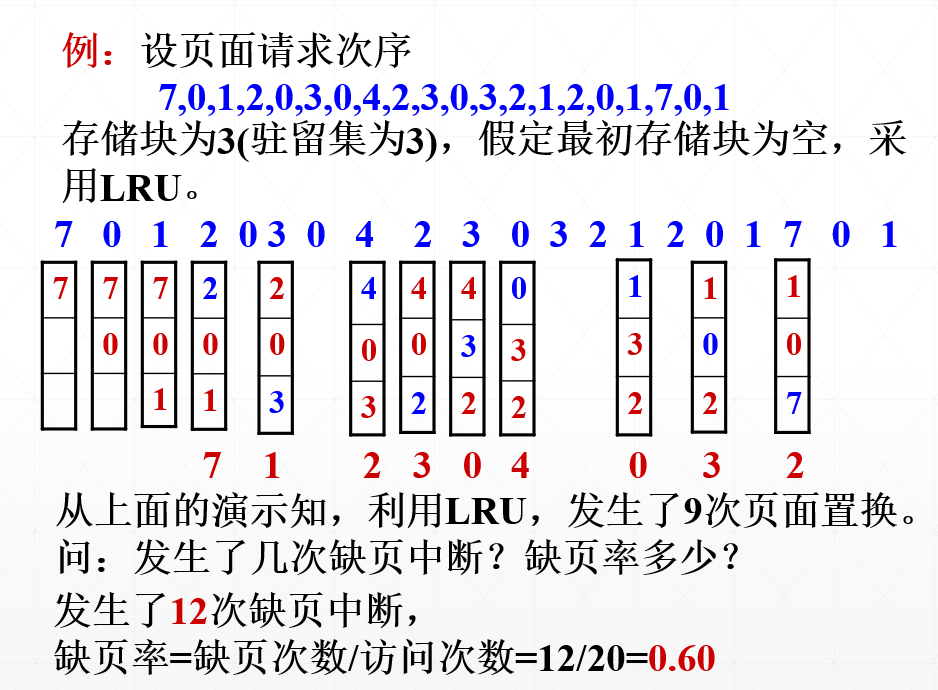 例：设页面请求次序
7,0,1,2,0,3,0,4,2,3,0,3,2,1,2,0,1,7,0,1
存储块为3(驻留集为3)，假定最初存储块为空，采
用LRU。
7 0 1 2 0 3 0 4 2 3 0 3 2 1 2 0 1 7 0 1
7 7 7 2 2 4 4 4 0 1 1 1
0 0 0 0 0 0 3 3 3 0 0
1 1 3 3 2 2 2 2 2 7
7 1 2 3 0 4 0 3 2
从上面的演示知，利用LRU，发生了9次页面置换。
问：发生了几次缺页中断？缺页率多少？
发生了12次缺页中断，
缺页率=缺页次数/访问次数=12/20=0.60